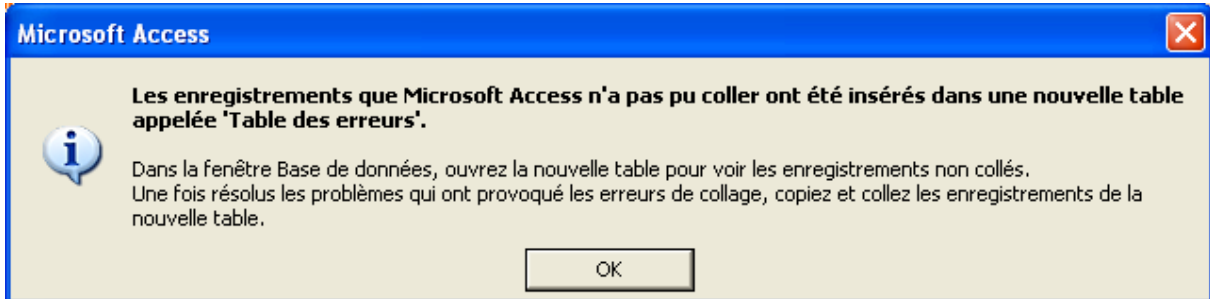 Microsoft Access
Les enregistrements que Microsoft Access n'a pas pu coller ont été insérés dans une nouvelle table
appelée 'Table des erreurs'.
Dans la fenêtre Base de données, ouvrez la nouvelle table pour voir les enregistrements non collés.
Une fois résolus les problèmes qui ont provoqué les erreurs de collage, copiez et collez les enregistrements de la
nouvelle table.
OK